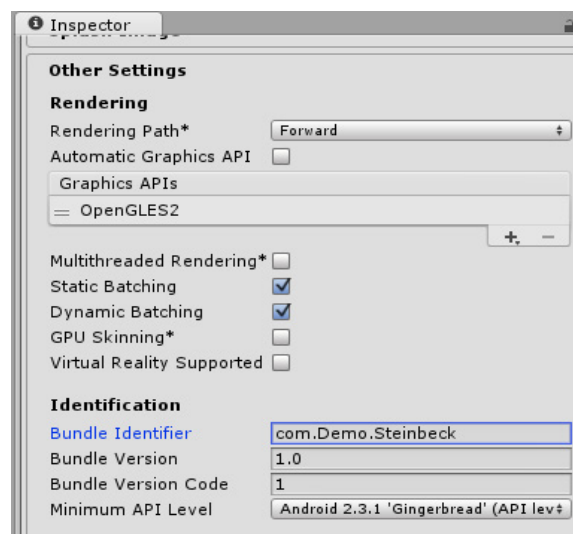 Inspector
Other Settings
Rendering
Rendering Path*  Forward
Automatic Graphics API
Graphics APIs
= OpenGLES2
+ −
Multithreaded Rendering*
Static Batching
Dynamic Batching
GPU Skinning*
Virtual Reality Supported
Identification
Bundle Identifier  com.Demo.Steinbeck
Bundle Version  1.0
Bundle Version Code  1
Minimum API Level  Android 2.3.1 'Gingerbread' (API lev